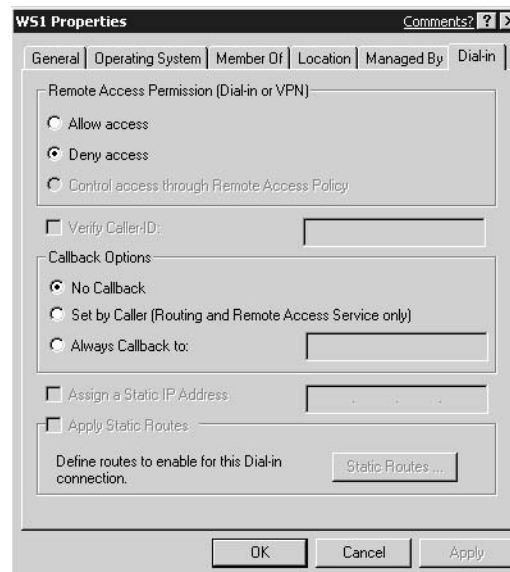 WS1 Properties Comments? ? X
General Operating System Member Of Location Managed By Dial-in
Remote Access Permission (Dial-in or VPN)
Allow access
Deny access
Control access through Remote Access Policy
Verify Caller-ID:
Callback Options
No Callback
Set by Caller (Routing and Remote Access Service only)
Always Callback to:
Assign a Static IP Address
Apply Static Routes
Define routes to enable for this Dial-in
connection.
Static Routes ...
OK Cancel Apply